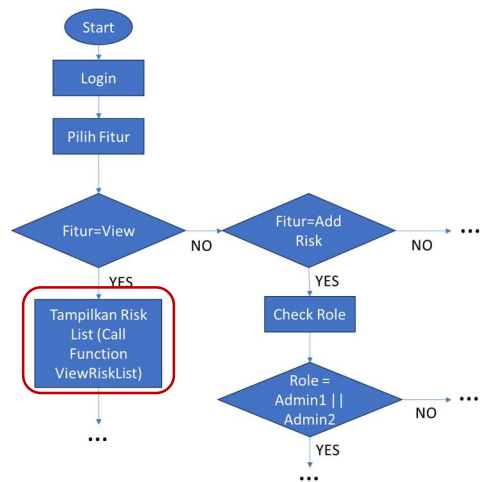 Start
Login
Pilih Fitur
Fitur=View
NO
Fitur=Add
Risk
NO
...
YES
Tampilkan Risk
List (Call
Function
ViewRiskList)
...
YES
Check Role
Role =
Admin1 ||
Admin2
NO
...
YES
...